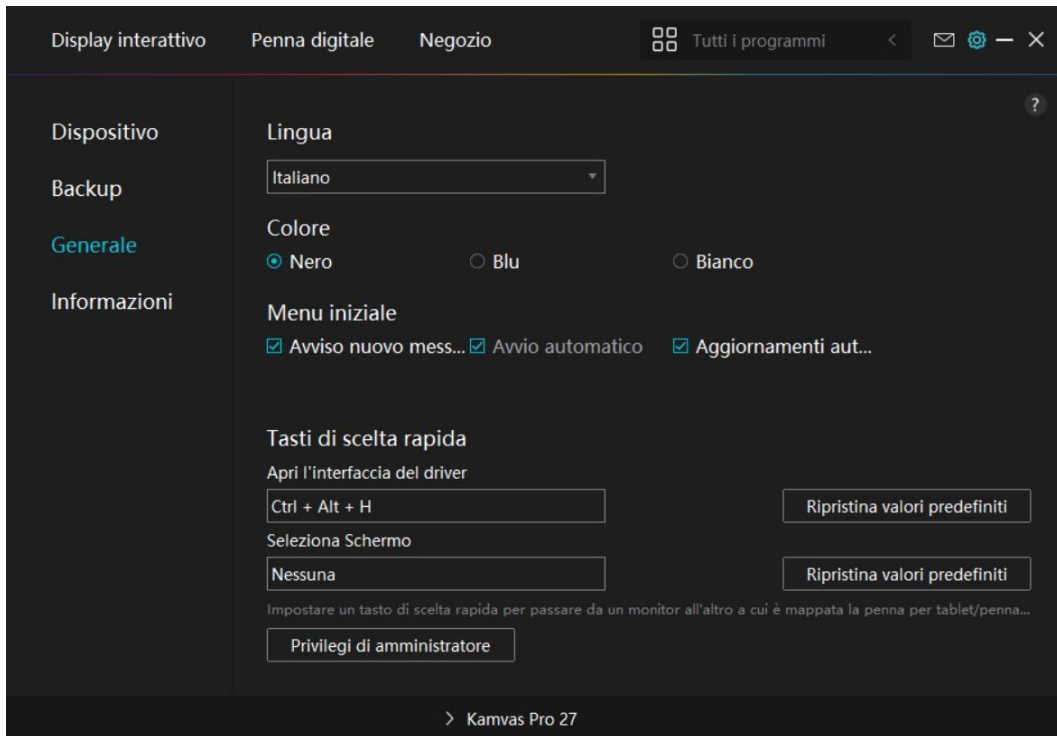 Display interattivo
Penna digitale
Negozio
Tutti i programmi
?
Dispositivo
Backup
Generale
Informazioni
Lingua
Italiano
Colore
Nero
Blu
Bianco
Menu iniziale
Avviso nuovo mess...
Avvio automatico
Aggiornamenti aut...
Tasti di scelta rapida
Apri l'interfaccia del driver
Ctrl + Alt + H
Ripristina valori predefiniti
Seleziona Schermo
Nessuna
Ripristina valori predefiniti
Impostare un tasto di scelta rapida per passare da un monitor all'altro a cui è mappata la penna per tablet/penna...
Privilegi di amministratore
Kamvas Pro 27